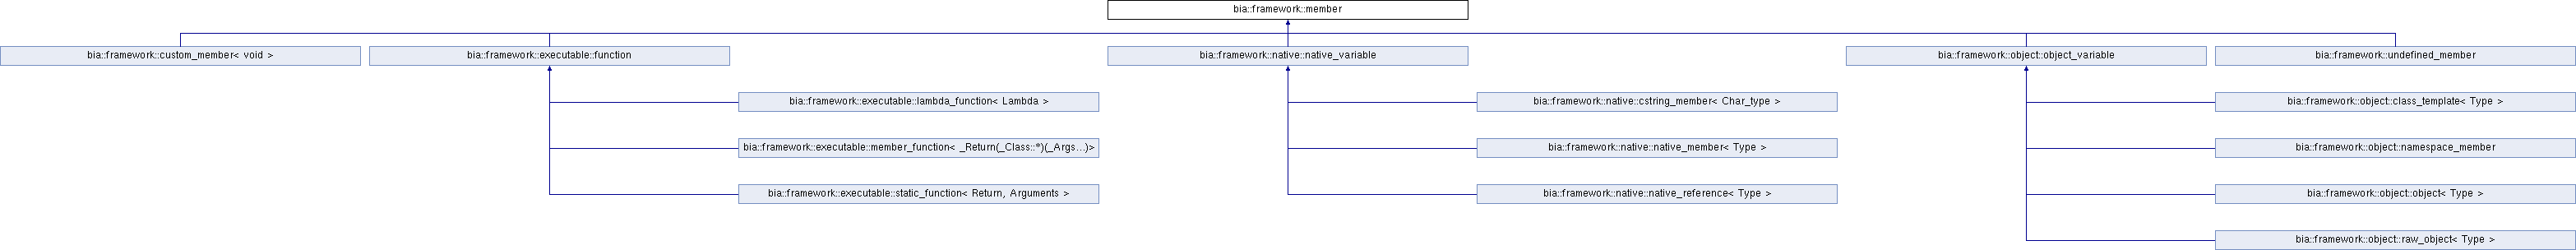 bia::framework::member
bia::framework::custom_member< void >
bia::framework::executable::function
bia::framework::native::native_variable
bia::framework::object::object_variable
bia::framework::undefined_member
bia::framework::executable::lambda_function< Lambda >
bia::framework::native::cstring_member< Char_type >
bia::framework::object::class_template< Type >
bia::framework::executable::member_function< _Return(_Class::*)(_Args...)>
bia::framework::native::native_member< Type >
bia::framework::object::namespace_member
bia::framework::executable::static_function< Return, Arguments >
bia::framework::native::native_reference< Type >
bia::framework::object::object< Type >
bia::framework::object::raw_object< Type >